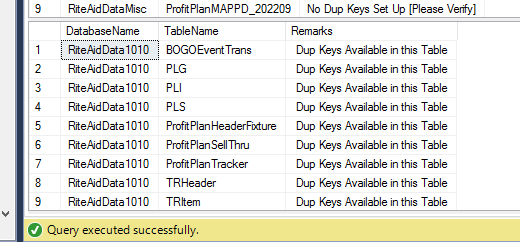 9 RiteAidDataMisc ProfitPlanMAPPD_202209 No Dup Keys Set Up [Please Verify]
DatabaseName TableName Remarks
1 RiteAidData1010 BOGOEventTrans Dup Keys Available in this Table
2 RiteAidData1010 PLG Dup Keys Available in this Table
3 RiteAidData1010 PLI Dup Keys Available in this Table
4 RiteAidData1010 PLS Dup Keys Available in this Table
5 RiteAidData1010 ProfitPlanHeaderFixture Dup Keys Available in this Table
6 RiteAidData1010 ProfitPlanSellThru Dup Keys Available in this Table
7 RiteAidData1010 ProfitPlanTracker Dup Keys Available in this Table
8 RiteAidData1010 TRHeader Dup Keys Available in this Table
9 RiteAidData1010 TRItem Dup Keys Available in this Table
Query executed successfully.